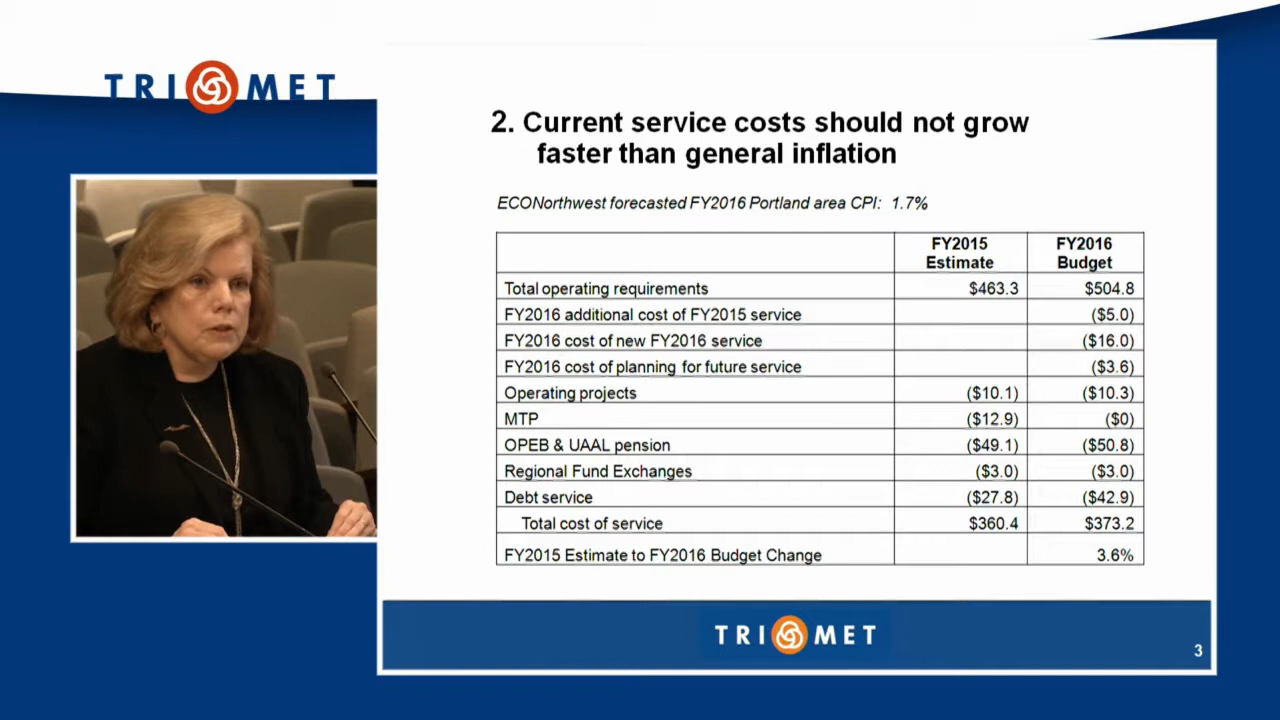 TRI MET
2. Current service costs should not grow
faster than general inflation
ECONorthwest forecasted FY2016 Portland area CPI: 1.7%
FY2015 Estimate FY2016 Budget
Total operating requirements $463.3 $504.8
FY2016 additional cost of FY2015 service ($5.0)
FY2016 cost of new FY2016 service ($16.0)
FY2016 cost of planning for future service ($3.6)
Operating projects ($10.1) ($10.3)
MTP ($12.9) ($0)
OPEB & UAAL pension ($49.1) ($50.8)
Regional Fund Exchanges ($3.0) ($3.0)
Debt service ($27.8) ($42.9)
Total cost of service $360.4 $373.2
FY2015 Estimate to FY2016 Budget Change 3.6%
TRI MET
3